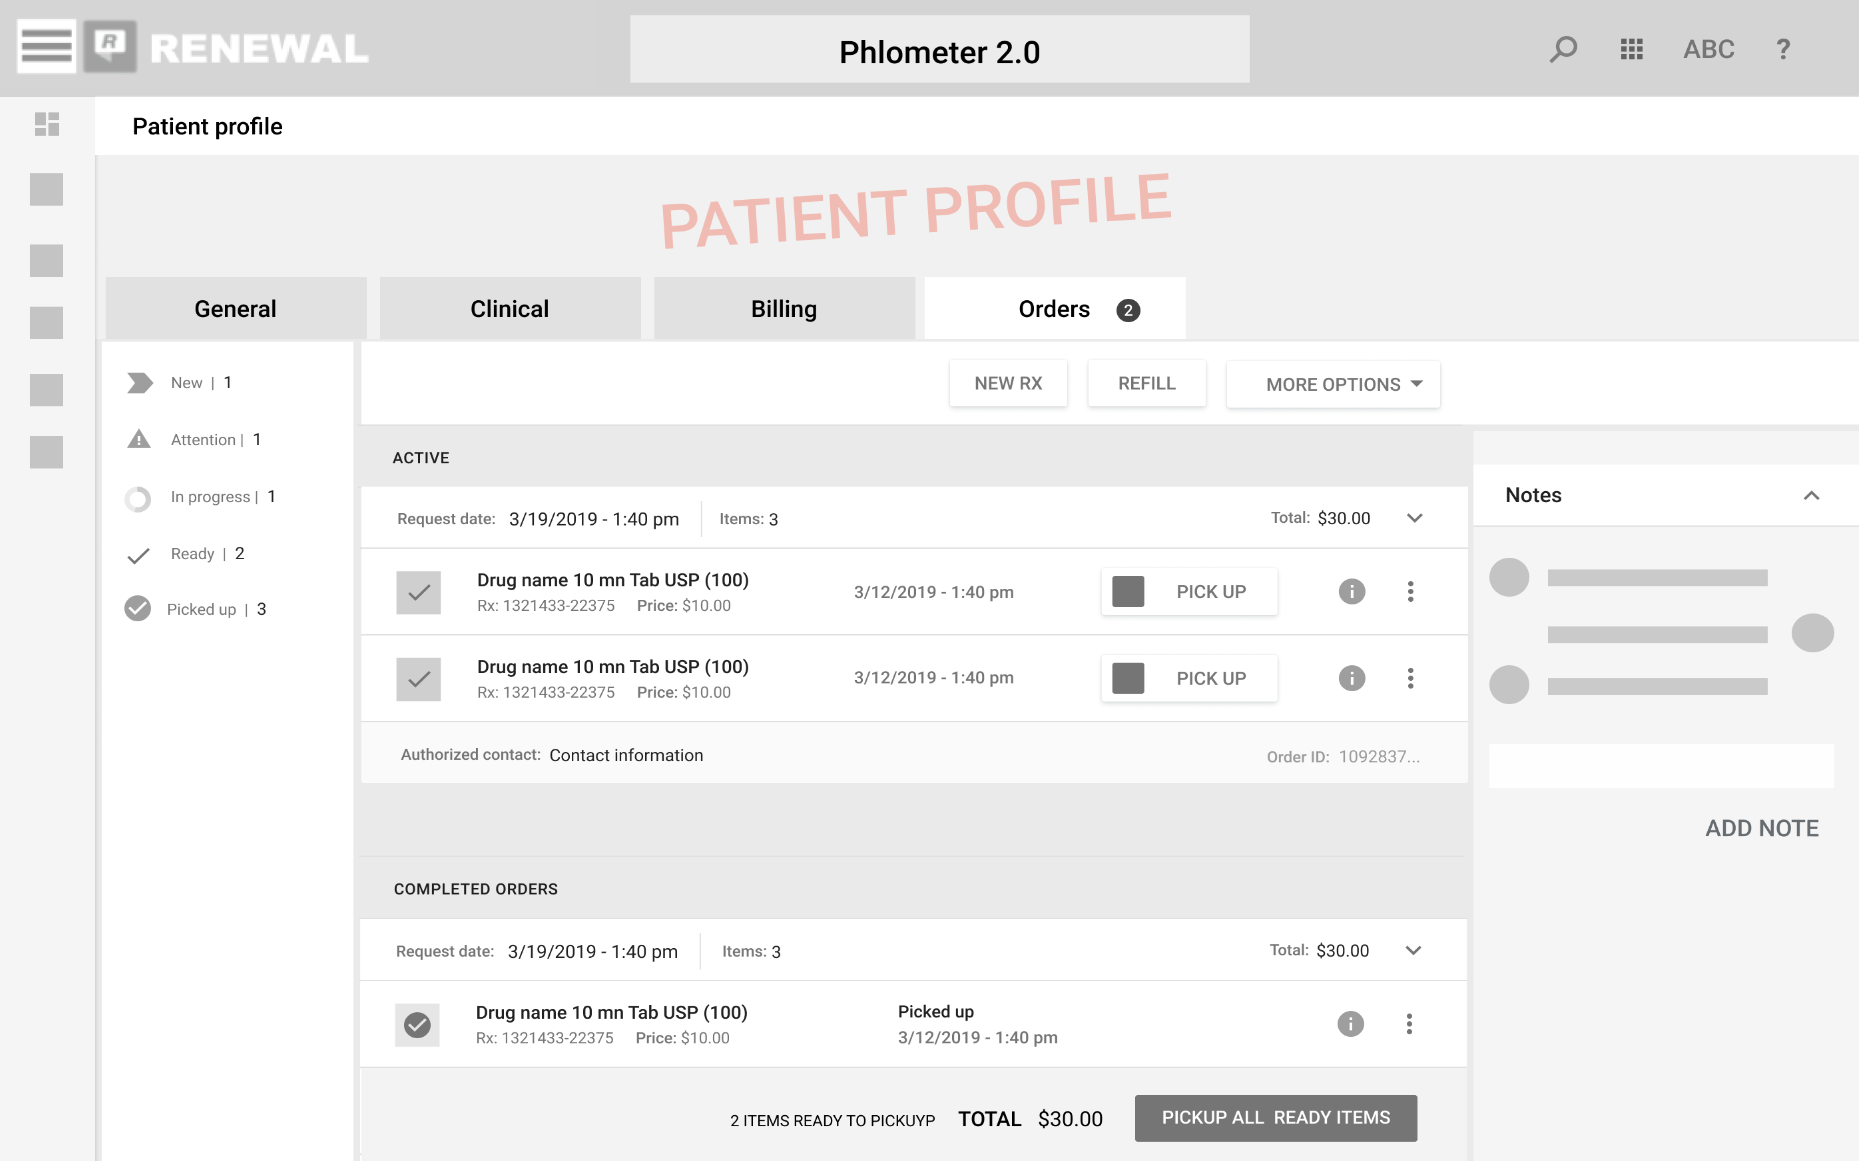 R RENEWAL
Phlometer 2.0
ABC ?
Patient profile
PATIENT PROFILE
General
Clinical
Billing
Orders 2
New | 1
Attention | 1
In progress | 1
Ready | 2
Picked up | 3
NEW RX
REFILL
MORE OPTIONS
ACTIVE
Request date: 3/19/2019 - 1:40 pm Items: 3 Total: $30.00
Drug name 10 mn Tab USP (100)
Rx: 1321433-22375 Price: $10.00
3/12/2019 - 1:40 pm
PICK UP
Drug name 10 mn Tab USP (100)
Rx: 1321433-22375 Price: $10.00
3/12/2019 - 1:40 pm
PICK UP
Authorized contact: Contact information Order ID: 1092837...
COMPLETED ORDERS
Request date: 3/19/2019 - 1:40 pm Items: 3 Total: $30.00
Drug name 10 mn Tab USP (100)
Rx: 1321433-22375 Price: $10.00
Picked up
3/12/2019 - 1:40 pm
2 ITEMS READY TO PICKUYP TOTAL $30.00
PICKUP ALL READY ITEMS
Notes
ADD NOTE